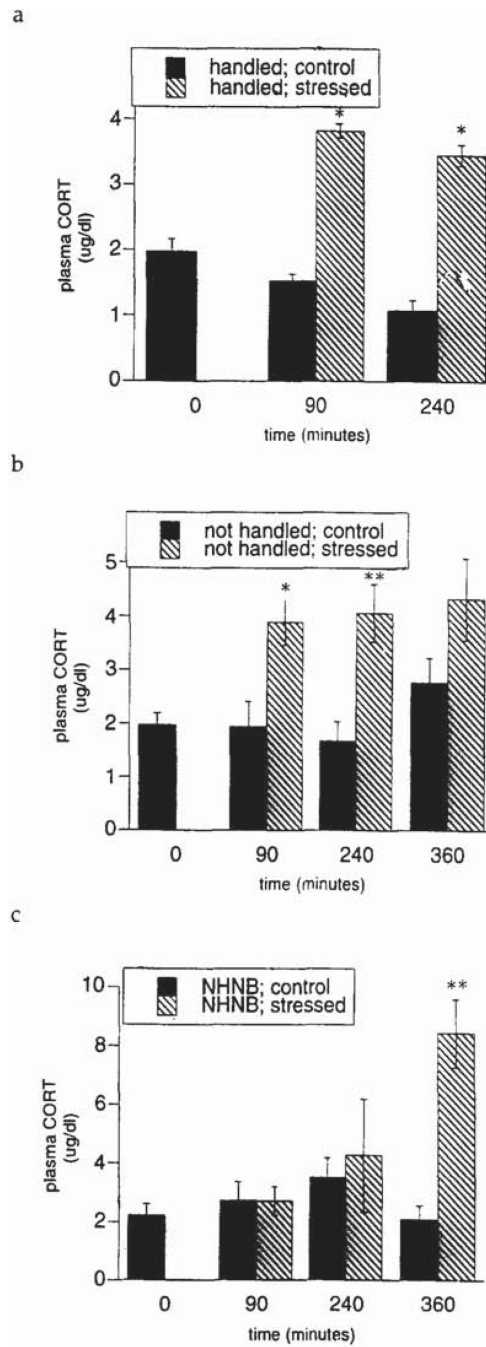 a
handled; control
handled; stressed
4
3
2
1
0
*
*
plasma CORT
(ug/dl)
0 90 240
time (minutes)
b
not handled; control
not handled; stressed
5
4
3
2
1
0
*
**
plasma CORT
(ug/dl)
0 90 240 360
time (minutes)
c
NHNB; control
NHNB; stressed
10
8
6
4
2
0
**
plasma CORT
(ug/dl)
0 90 240 360
time (minutes)